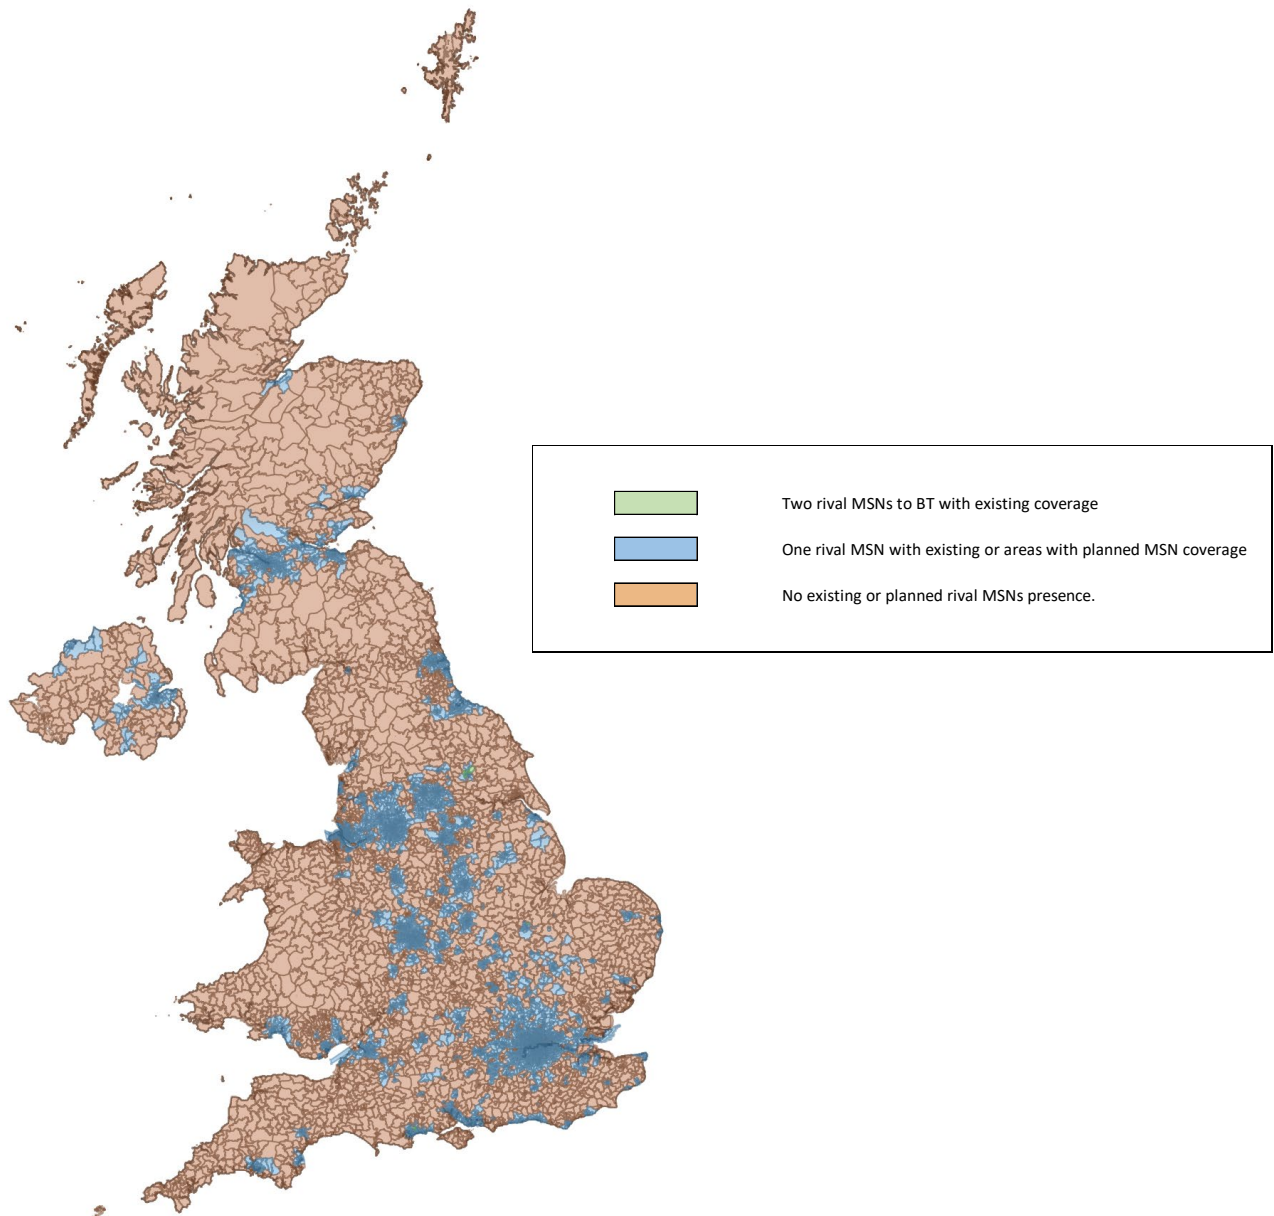 Two rival MSNs to BT with existing coverage
One rival MSN with existing or areas with planned MSN coverage
No existing or planned rival MSNs presence.